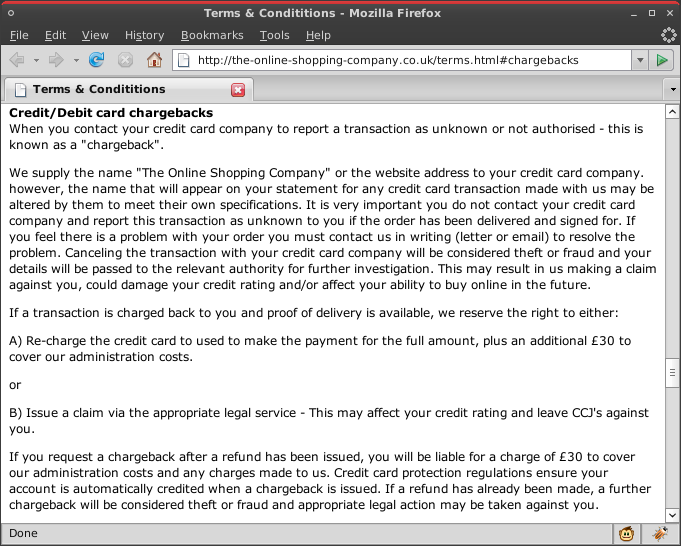 Terms & Condititions - Mozilla Firefox
File Edit View History Bookmarks Tools Help
http://the-online-shopping-company.co.uk/terms.html#chargebacks
Terms & Condititions
Credit/Debit card chargebacks
When you contact your credit card company to report a transaction as unknown or not authorised - this is
known as a "chargeback".
We supply the name "The Online Shopping Company" or the website address to your credit card company.
however, the name that will appear on your statement for any credit card transaction made with us may be
altered by them to meet their own specifications. It is very important you do not contact your credit card
company and report this transaction as unknown to you if the order has been delivered and signed for. If
you feel there is a problem with your order you must contact us in writing (letter or email) to resolve the
problem. Canceling the transaction with your credit card company will be considered theft or fraud and your
details will be passed to the relevant authority for further investigation. This may result in us making a claim
against you, could damage your credit rating and/or affect your ability to buy online in the future.
If a transaction is charged back to you and proof of delivery is available, we reserve the right to either:
A) Re-charge the credit card to used to make the payment for the full amount, plus an additional £30 to
cover our administration costs.
or
B) Issue a claim via the appropriate legal service - This may affect your credit rating and leave CCJ's against
you.
If you request a chargeback after a refund has been issued, you will be liable for a charge of £30 to cover
our administration costs and any charges made to us. Credit card protection regulations ensure your
account is automatically credited when a chargeback is issued. If a refund has already been made, a further
chargeback will be considered theft or fraud and appropriate legal action may be taken against you.
Done